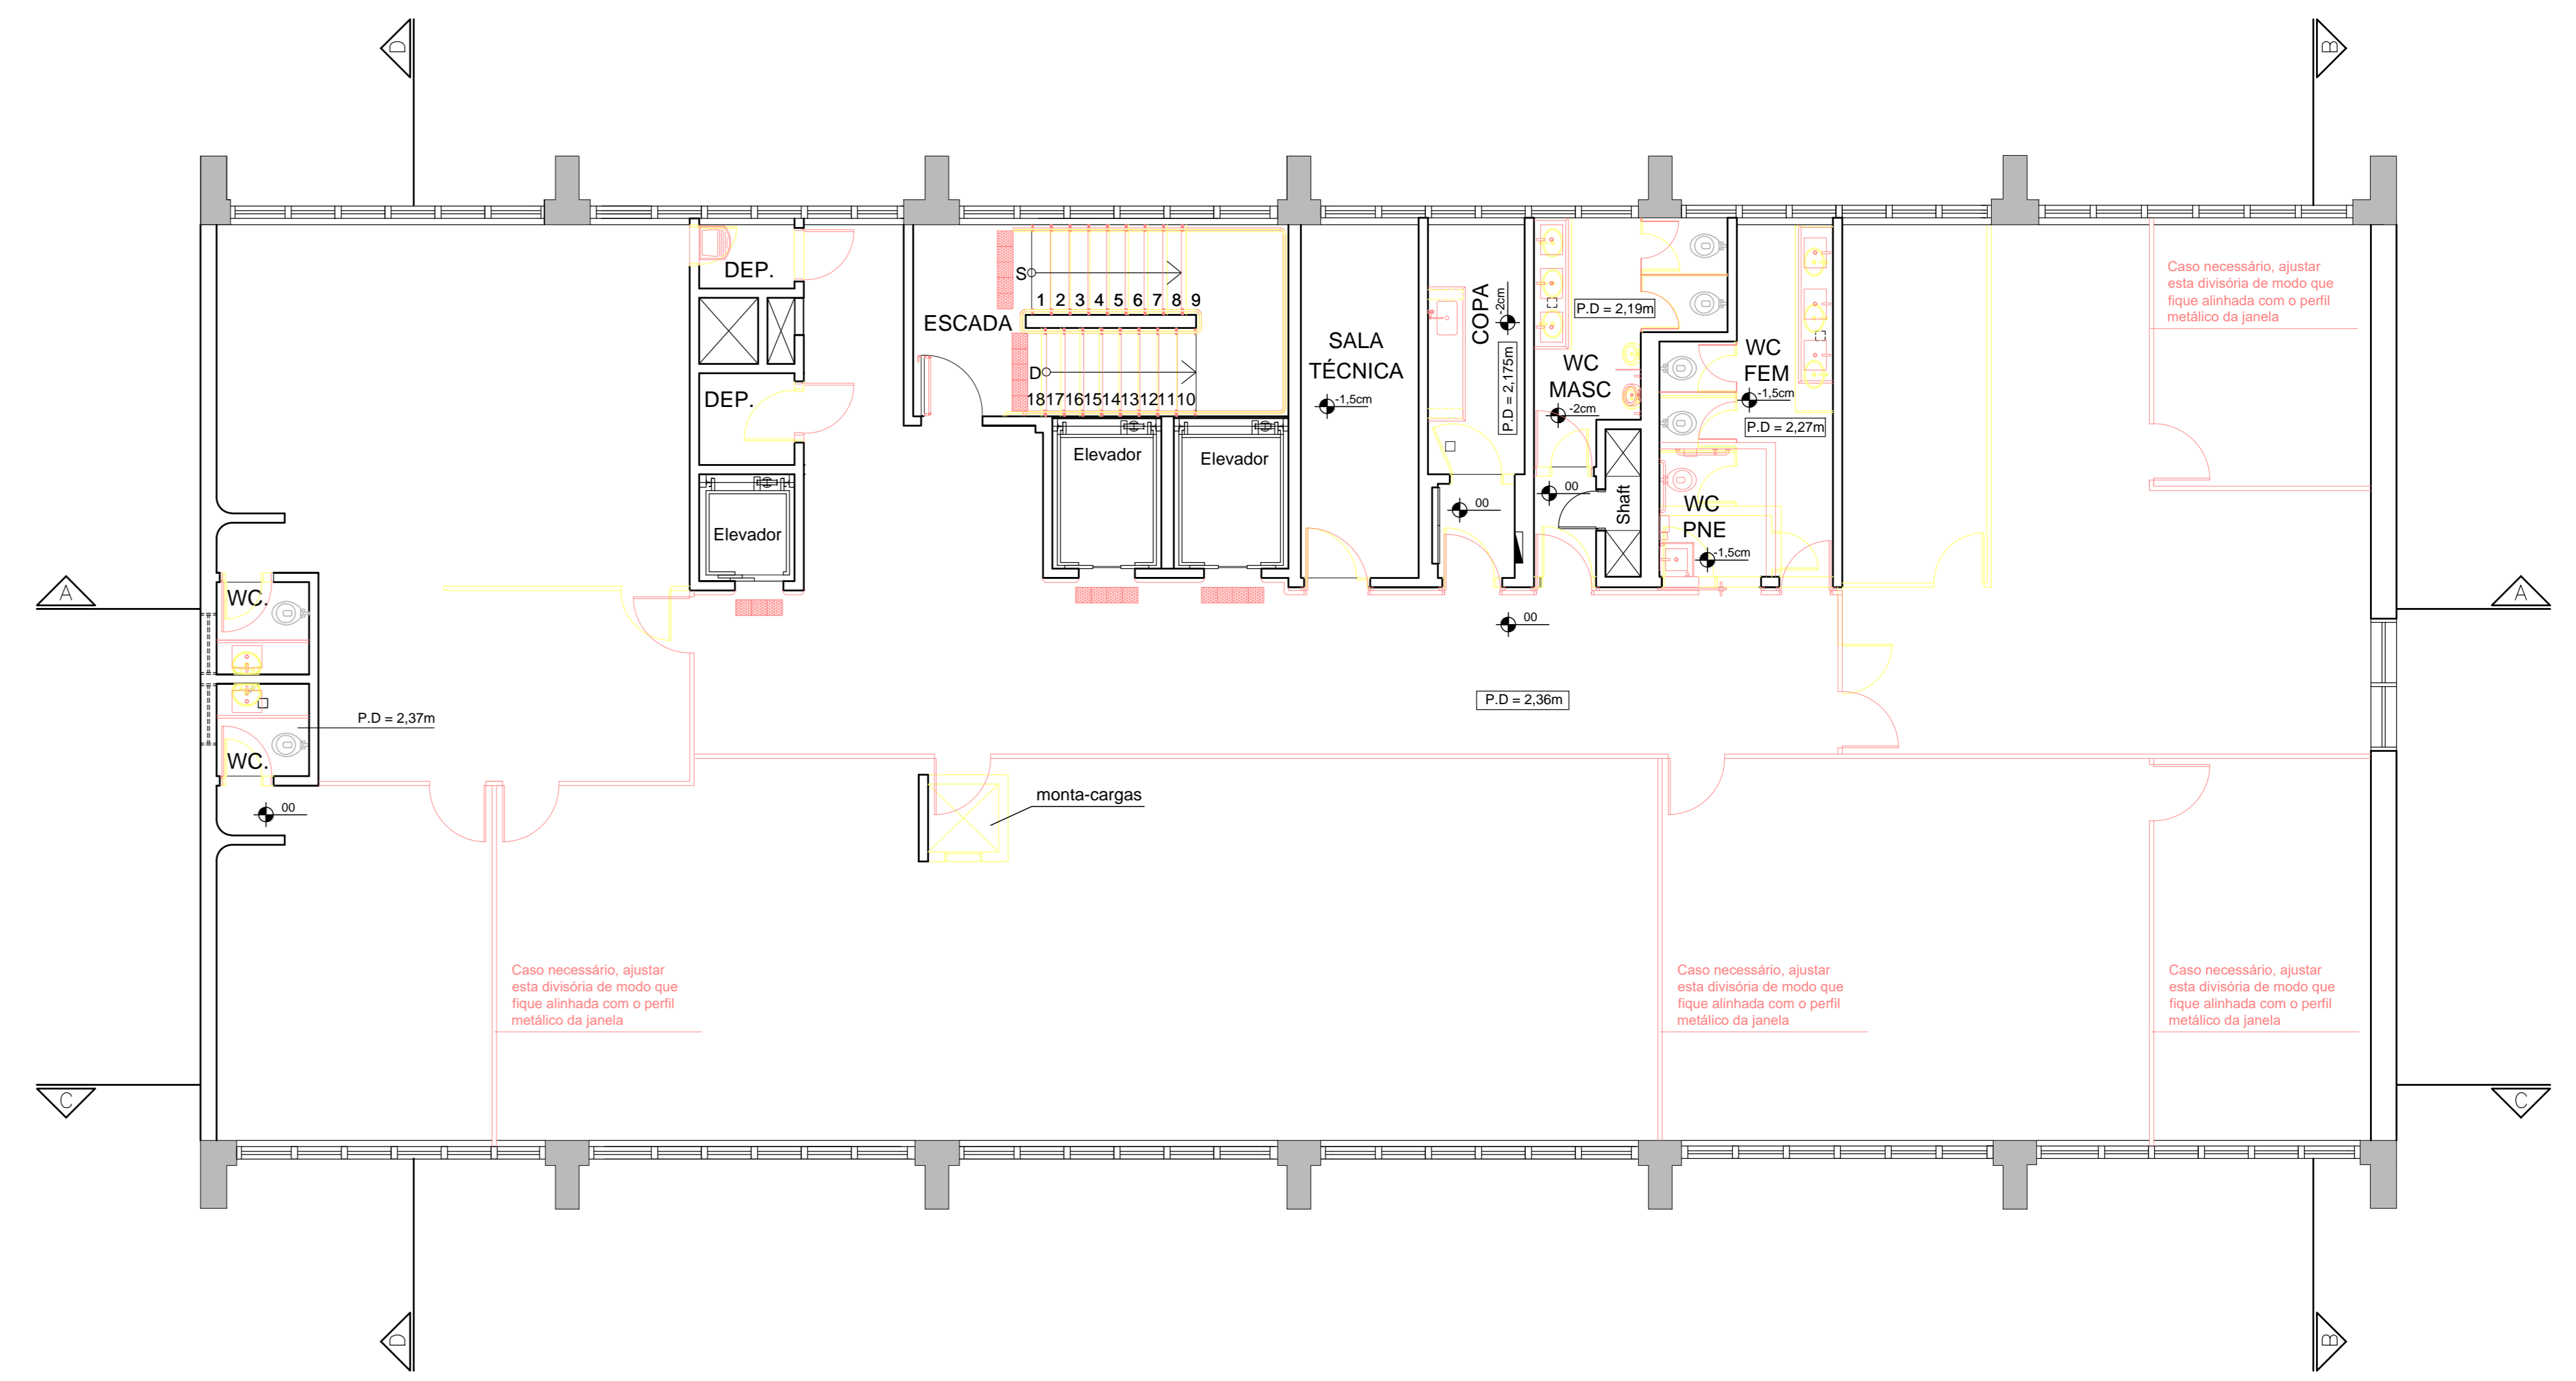 D
B
DEP.
Caso necessário, ajustar
esta divisória de modo que
fique alinhada com o perfil
metálico da janela
S
1 2 3 4 5 6 7 8 9
ESCADA
D
18 17 16 15 14 13 12 11 10
DEP.
SALA
TÉCNICA
-1,5cm
COPA
-2cm
P.D = 2,175m
P.D = 2,19m
WC
MASC
-2cm
WC
FEM
-1,5cm
P.D = 2,27m
Elevador
Elevador
Elevador
00
00
Shaft
WC
PNE
-1,5cm
A
A
WC.
00
P.D = 2,36m
P.D = 2,37m
WC.
00
monta-cargas
Caso necessário, ajustar
esta divisória de modo que
fique alinhada com o perfil
metálico da janela
Caso necessário, ajustar
esta divisória de modo que
fique alinhada com o perfil
metálico da janela
Caso necessário, ajustar
esta divisória de modo que
fique alinhada com o perfil
metálico da janela
C
C
D
B